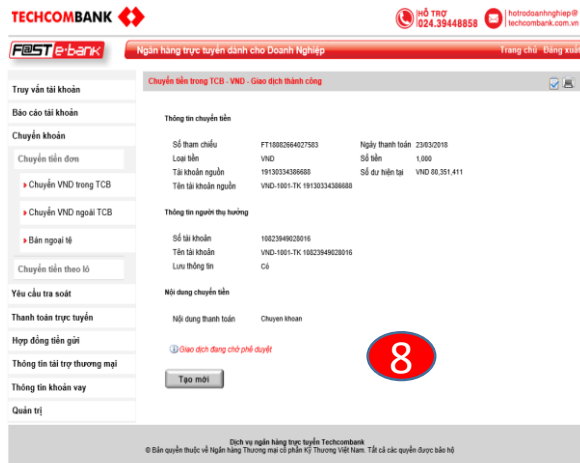 TECHCOMBANK
HỖ TRỢ
024.39448858
hotrodoanhnghiep@
techcombank.com.vn
F@ST e-bank
Ngân hàng trực tuyến dành cho Doanh Nghiệp
Trang chủ Đăng xuất
Truy vấn tài khoản
Báo cáo tài khoản
Chuyển khoản
Chuyển tiền đơn
Chuyển VND trong TCB
Chuyển VND ngoài TCB
Bán ngoại tệ
Chuyển tiền theo lô
Yêu cầu tra soát
Thanh toán trực tuyến
Hợp đồng tiền gửi
Thông tin tài trợ thương mại
Thông tin khoản vay
Quản trị
Chuyển tiền trong TCB - VND - Giao dịch thành công
Thông tin chuyển tiền
Số tham chiếu FT18082664027583 Ngày thanh toán 23/03/2018
Loại tiền VND Số tiền 1,000
Tài khoản nguồn 19130334386688 Số dư hiện tại VND 80,351,411
Tên tài khoản nguồn VND-1001-TK 19130334386688
Thông tin người thụ hưởng
Số tài khoản 10823949028016
Tên tài khoản VND-1001-TK 10823949028016
Lưu thông tin Có
Nội dung chuyển tiền
Nội dung thanh toán Chuyen khoan
Giao dịch đang chờ phê duyệt
8
Tạo mới
Dịch vụ ngân hàng trực tuyến Techcombank
© Bản quyền thuộc về Ngân hàng Thương mại cổ phần Kỹ Thương Việt Nam. Tất cả các quyền được bảo hộ